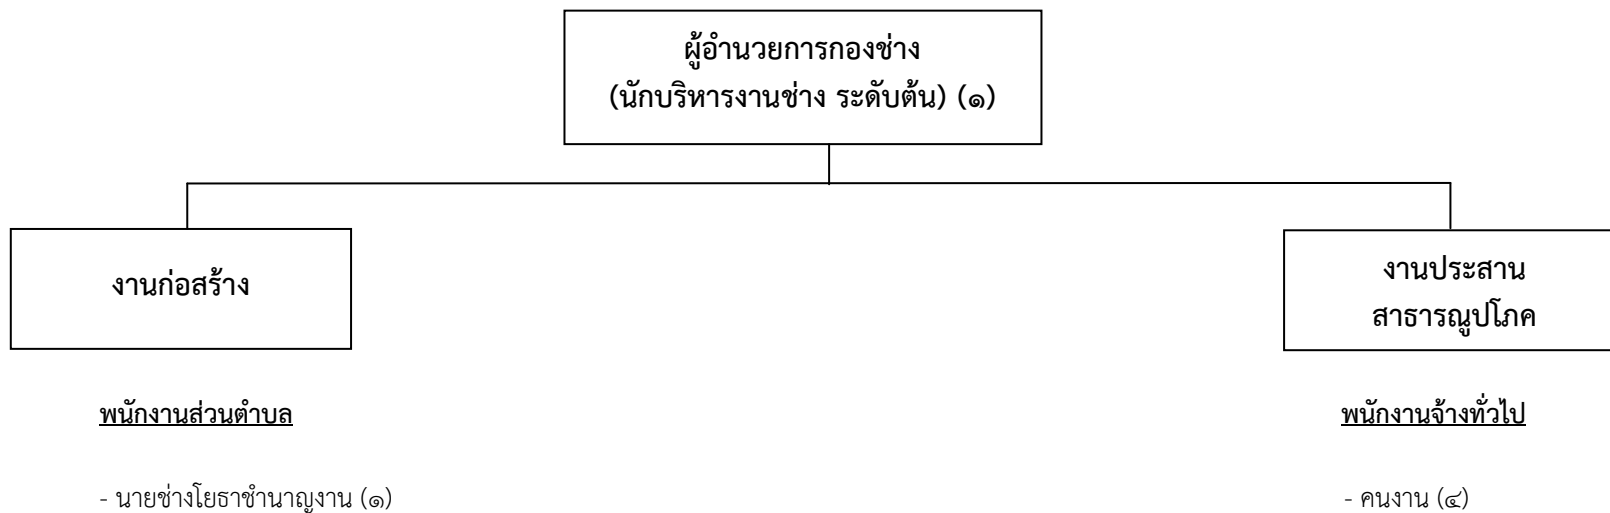 ผู้อำนวยการกองช่าง
(นักบริหารงานช่าง ระดับต้น) (๑)
งานก่อสร้าง
งานประสาน
สาธารณูปโภค
พนักงานส่วนตำบล
พนักงานจ้างทั่วไป
- นายช่างโยธาชำนาญงาน (๑)
- คนงาน (๔)